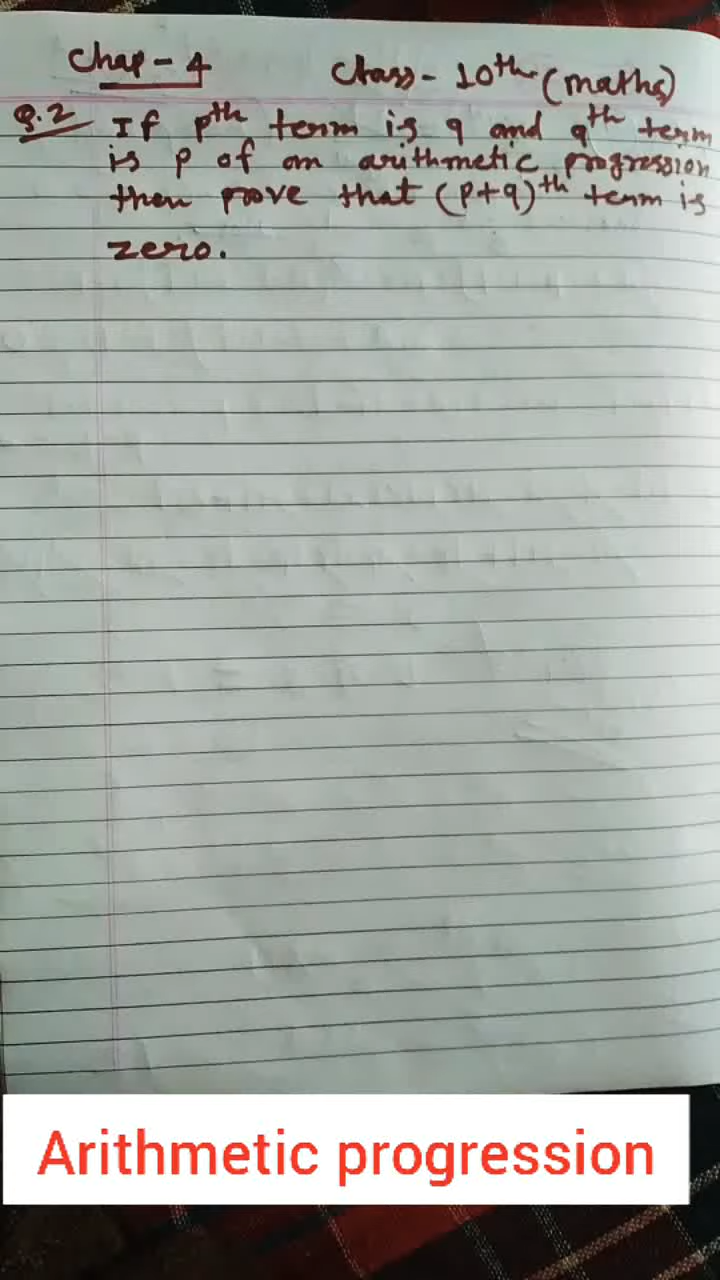 Chap - 4 Class - 10th (maths)
Q.2 If pth term is q and qth term
is p of an arithmetic progression
then prove that (p+q)th term is
zero.
Arithmetic progression